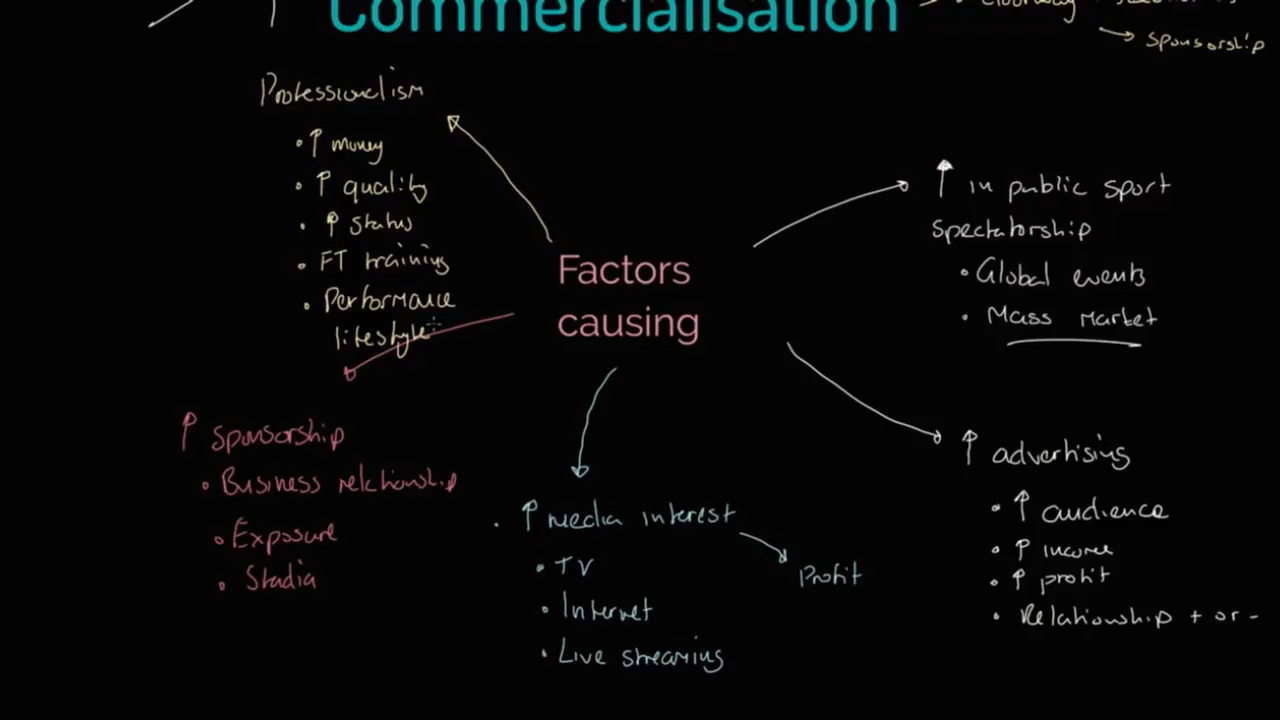 Commercialisation
→ sponsorship
Professionalism
• ↑ money
• ↑ quality
• ↑ status
• FT training
• Performance
lifestyle
Factors
causing
↑ in public sport
spectatorship
• Global events
• Mass market
↑ sponsorship
• Business relationship
• Exposure
• Stadia
• ↑ media interest
• TV
• Internet
• Live streaming
Profit
↑ advertising
• ↑ audience
• ↑ income
• ↑ profit
• Relationship + or -